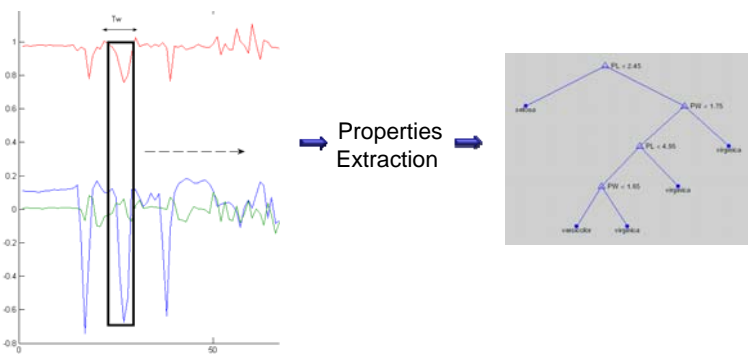 Tw
1
0.8
0.6
0.4
0.2
0
-0.2
-0.4
-0.6
-0.8
0
50
Properties
Extraction
PL < 2.45
setosa
PW < 1.75
PL < 4.95
virginica
PW < 1.65
virginica
versicolor
virginica